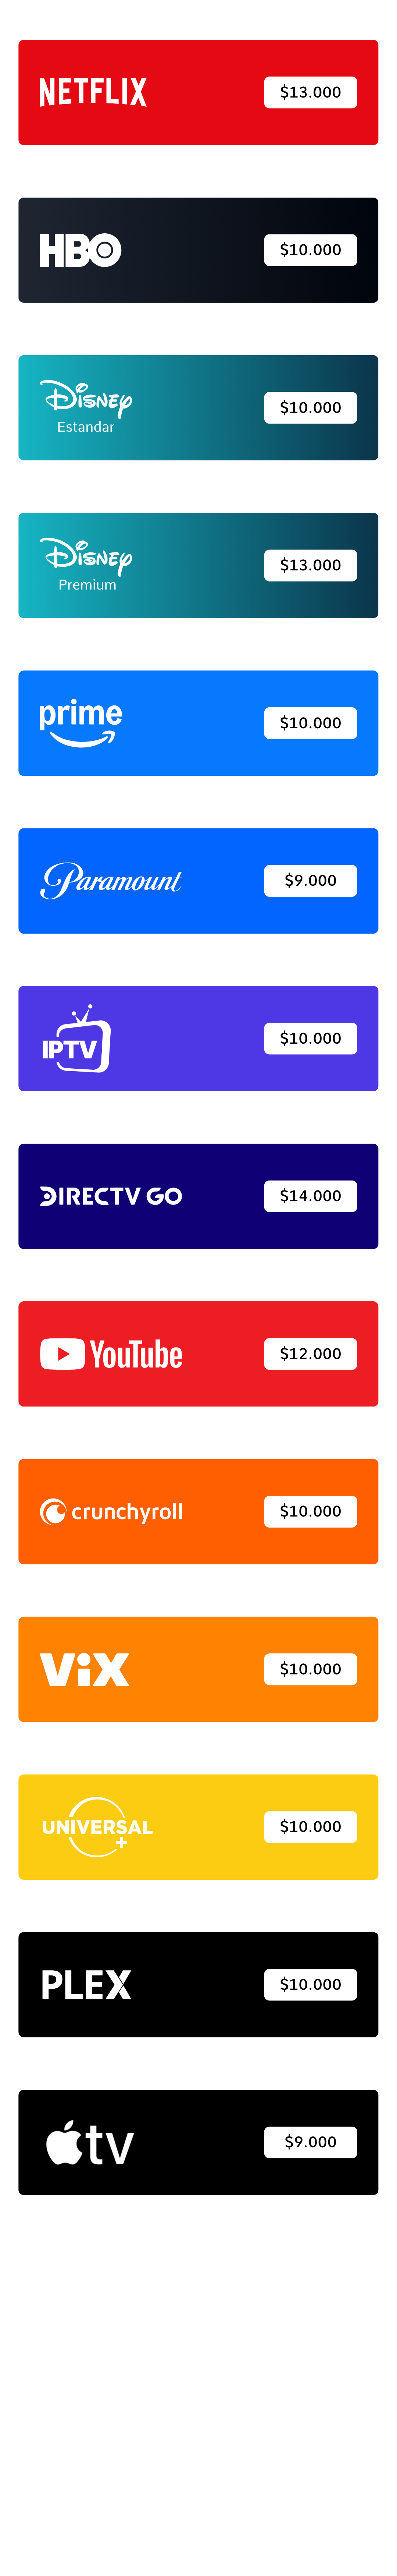 NETFLIX
$13.000
HBO
$10.000
Disney
Estandar
$10.000
Disney
Premium
$13.000
prime
$10.000
Paramount
$9.000
IPTV
$10.000
DIRECTV GO
$14.000
YouTube
$12.000
crunchyroll
$10.000
ViX
$10.000
UNIVERSAL+
$10.000
PLEX
$10.000
tv
$9.000